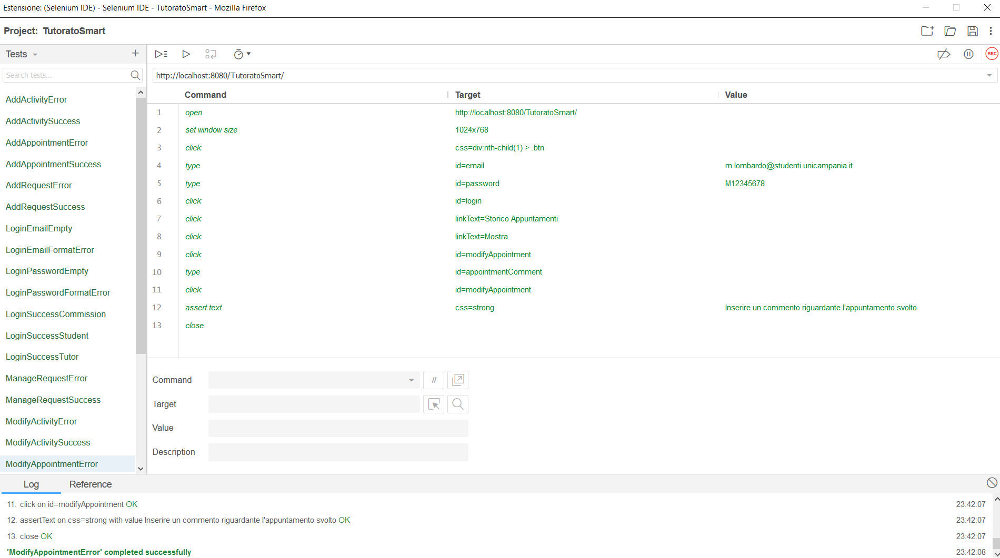 Estensione: (Selenium IDE) - Selenium IDE - TutoratoSmart - Mozilla Firefox
Project: TutoratoSmart
Tests
REC
Search tests...
http://localhost:8080/TutoratoSmart/
Command Target Value
1 open http://localhost:8080/TutoratoSmart/
2 set window size 1024x768
3 click css=div:nth-child(1) > .btn
4 type id=email m.lombardo@studenti.unicampania.it
5 type id=password M12345678
6 click id=login
7 click linkText=Storico Appuntamenti
8 click linkText=Mostra
9 click id=modifyAppointment
10 type id=appointmentComment
11 click id=modifyAppointment
12 assert text css=strong Inserire un commento riguardante l'appuntamento svolto
13 close
AddActivityError
AddActivitySuccess
AddAppointmentError
AddAppointmentSuccess
AddRequestError
AddRequestSuccess
LoginEmailEmpty
LoginEmailFormatError
LoginPasswordEmpty
LoginPasswordFormatError
LoginSuccessCommission
LoginSuccessStudent
LoginSuccessTutor
ManageRequestError
ManageRequestSuccess
ModifyActivityError
ModifyActivitySuccess
ModifyAppointmentError
Command //
Target
Value
Description
Log Reference
11. click on id=modifyAppointment OK 23:42:07
12. assertText on css=strong with value Inserire un commento riguardante l'appuntamento svolto OK 23:42:07
13. close OK 23:42:07
'ModifyAppointmentError' completed successfully 23:42:08